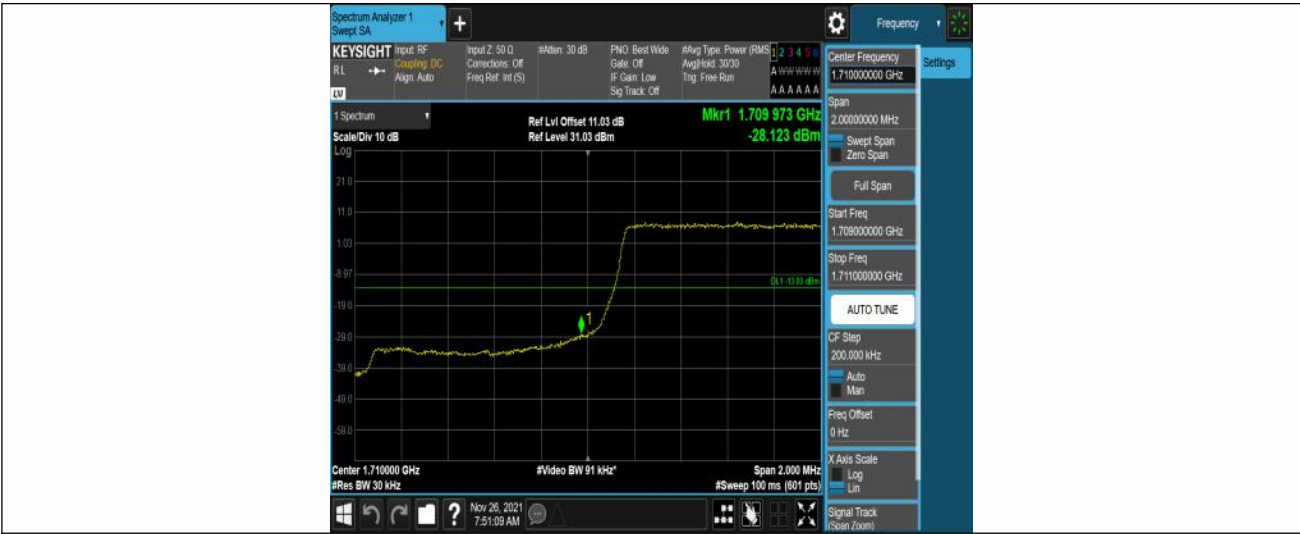 Spectrum Analyzer 1
Swept SA
+
Frequency
KEYSIGHT
RL
Input: RF
Coupling: DC
Align: Auto
Input Z: 50 Ω
Corrections: Off
Freq Ref: Int (S)
#Atten: 30 dB
PNO: Best Wide
Gate: Off
IF Gain: Low
Sig Track: Off
#Avg Type: Power (RMS
Avg|Hold: 30/30
Trig: Free Run
1 2 3 4 5 6
A W W W W W
A A A A A A
1 Spectrum
Scale/Div 10 dB
Log
Ref Lvl Offset 11.03 dB
Ref Level 31.03 dBm
Mkr1 1.709 973 GHz
-28.123 dBm
21.0
11.0
1.03
-8.97
-19.0
-29.0
-39.0
-49.0
-59.0
DL1 -13.00 dBm
1
Center 1.710000 GHz
#Res BW 30 kHz
#Video BW 91 kHz*
Span 2.000 MHz
#Sweep 100 ms (601 pts)
Nov 26, 2021
7:51:09 AM
?
Center Frequency
1.710000000 GHz
Settings
Span
2.00000000 MHz
Swept Span
Zero Span
Full Span
Start Freq
1.709000000 GHz
Stop Freq
1.711000000 GHz
AUTO TUNE
CF Step
200.000 kHz
Auto
Man
Freq Offset
0 Hz
X Axis Scale
Log
Lin
Signal Track
(Span Zoom)